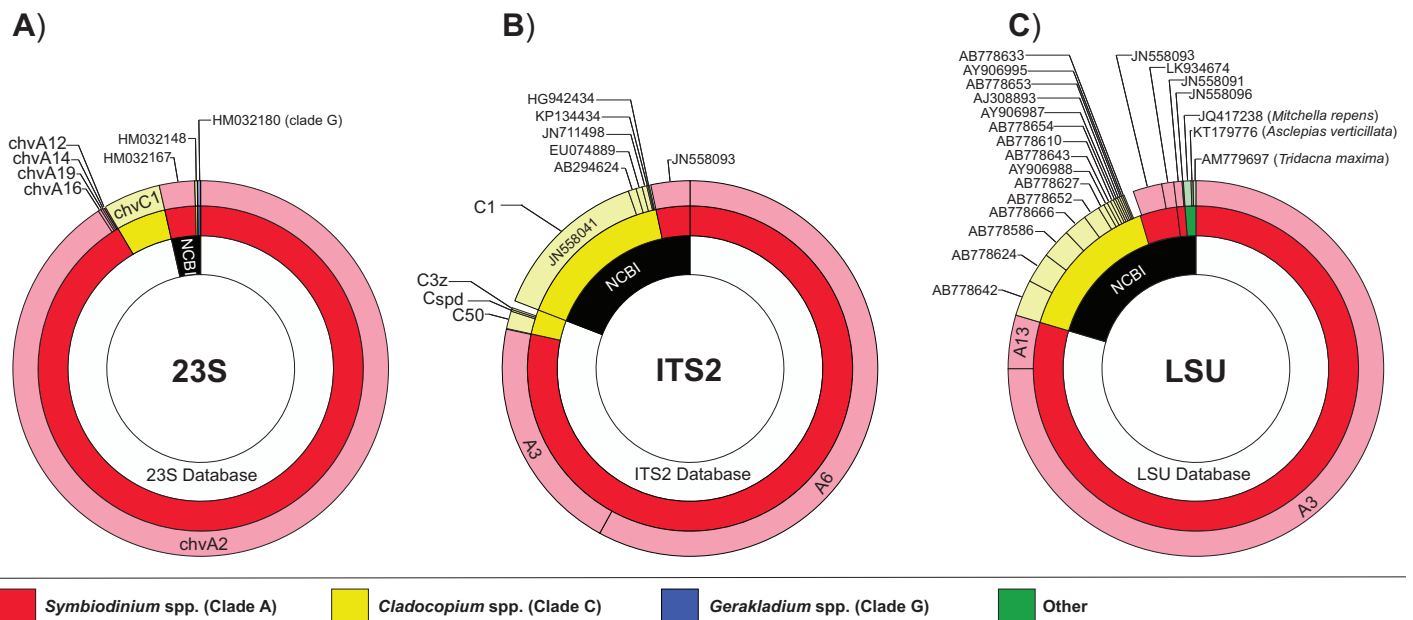 A)
chvA12
chvA14
chvA19
chvA16
HM032148
HM032167
HM032180 (clade G)
chvC1
NCBI
23S
23S Database
chvA2
B)
HG942434
KP134434
JN711498
EU074889
AB294624
JN558093
C1
JN558041
NCBI
C3z
Cspd
C50
ITS2
ITS2 Database
A3
A6
C)
AB778633
AY906995
AB778653
AJ308893
AY906987
AB778654
AB778610
AB778643
AY906988
AB778627
AB778652
AB778666
AB778586
AB778624
AB778642
JN558093
LK934674
JN558091
JN558096
JQ417238 (Mitchella repens)
KT179776 (Asclepias verticillata)
AM779697 (Tridacna maxima)
NCBI
A13
LSU
LSU Database
A3
Symbiodinium spp. (Clade A)
Cladocopium spp. (Clade C)
Gerakladium spp. (Clade G)
Other